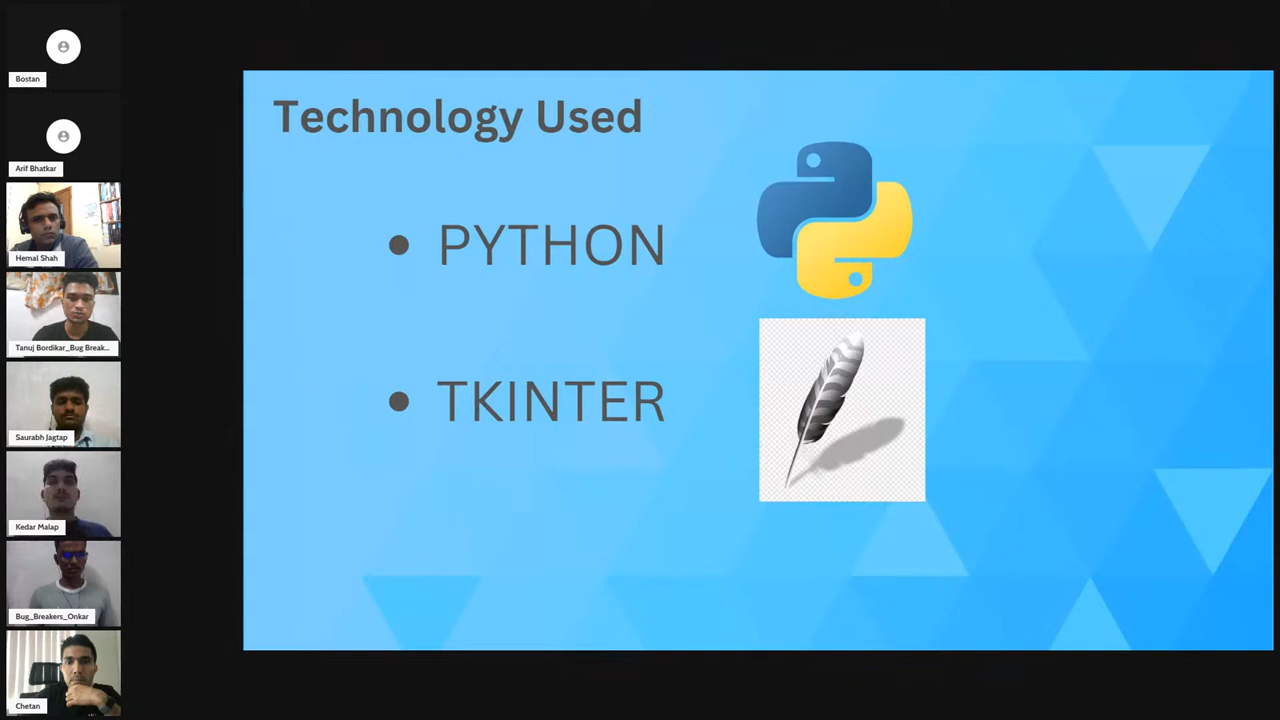 Bostan
Arif Bhatkar
Hemal Shah
Tanuj Bordikar_Bug Break...
Saurabh Jagtap
Kedar Malap
Bug_Breakers_Onkar
Chetan
Technology Used
• PYTHON
• TKINTER